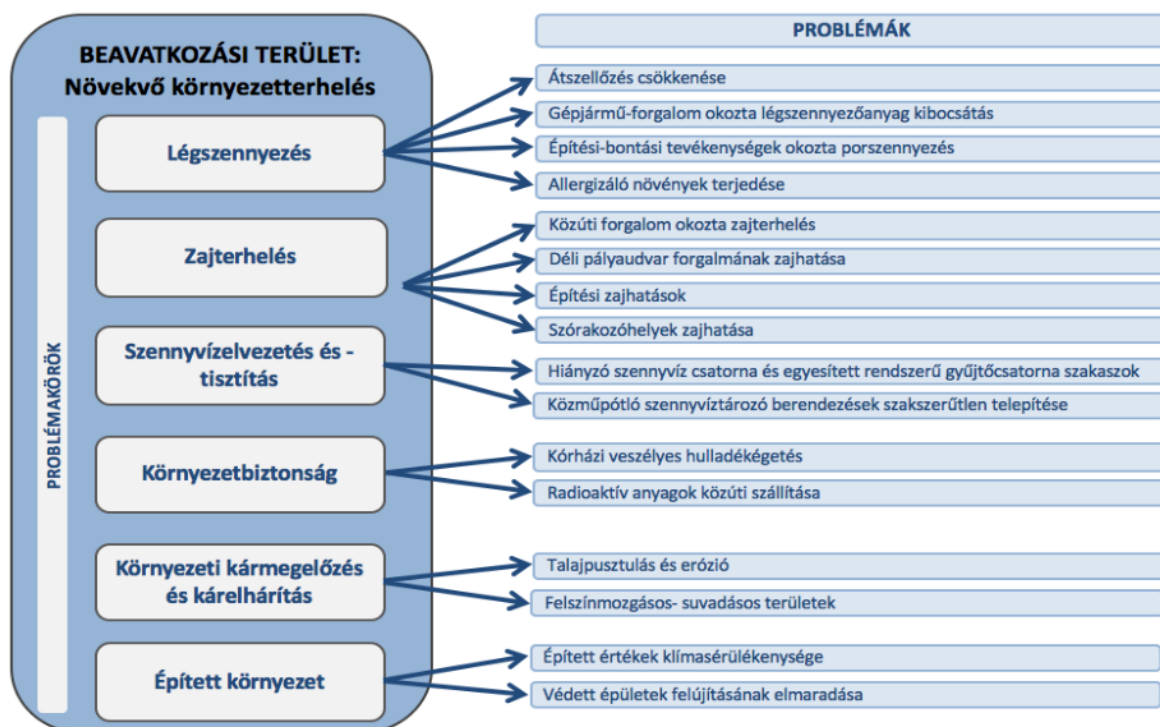 BEAVATKOZÁSI TERÜLET:
Növekvő környezetterhelés
PROBLÉMAKÖRÖK
PROBLÉMÁK
Légszennyezés
Átszellőzés csökkenése
Gépjármű-forgalom okozta légszennyezőanyag kibocsátás
Építési-bontási tevékenységek okozta porszennyezés
Allergizáló növények terjedése
Zajterhelés
Közúti forgalom okozta zajterhelés
Déli pályaudvar forgalmának zajhatása
Építési zajhatások
Szórakozóhelyek zajhatása
Szennyvízelvezetés és -
tisztítás
Hiányzó szennyvíz csatorna és egyesített rendszerű gyűjtőcsatorna szakaszok
Közműpótló szennyvíztározó berendezések szakszerűtlen telepítése
Környezetbiztonság
Kórházi veszélyes hulladékégetés
Radioaktív anyagok közúti szállítása
Környezeti kármegelőzés
és kárelhárítás
Talajpusztulás és erózió
Felszínmozgásos- suvadásos területek
Épített környezet
Épített értékek klímasérülékenysége
Védett épületek felújításának elmaradása